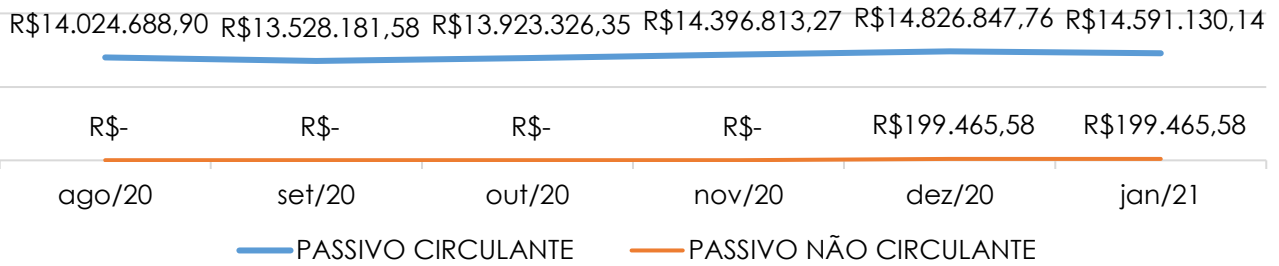 R$14.024.688,90 R$13.528.181,58 R$13.923.326,35 R$14.396.813,27 R$14.826.847,76 R$14.591.130,14
R$- R$- R$- R$- R$199.465,58 R$199.465,58
ago/20 set/20 out/20 nov/20 dez/20 jan/21
PASSIVO CIRCULANTE PASSIVO NÃO CIRCULANTE